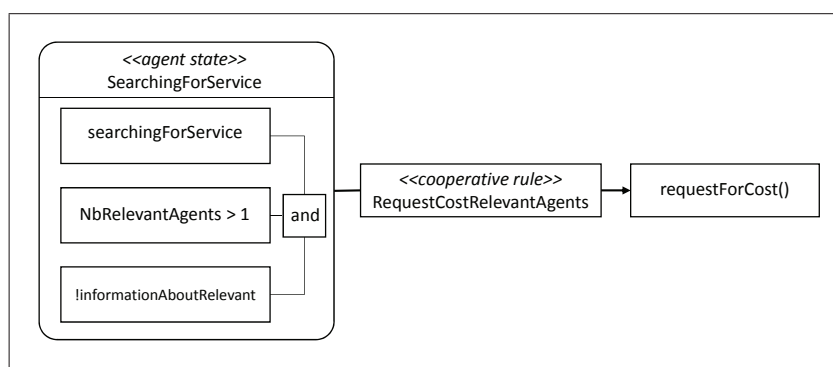 <<agent state>>
SearchingForService
searchingForService
NbRelevantAgents > 1
and
!informationAboutRelevant
<<cooperative rule>>
RequestCostRelevantAgents
requestForCost()